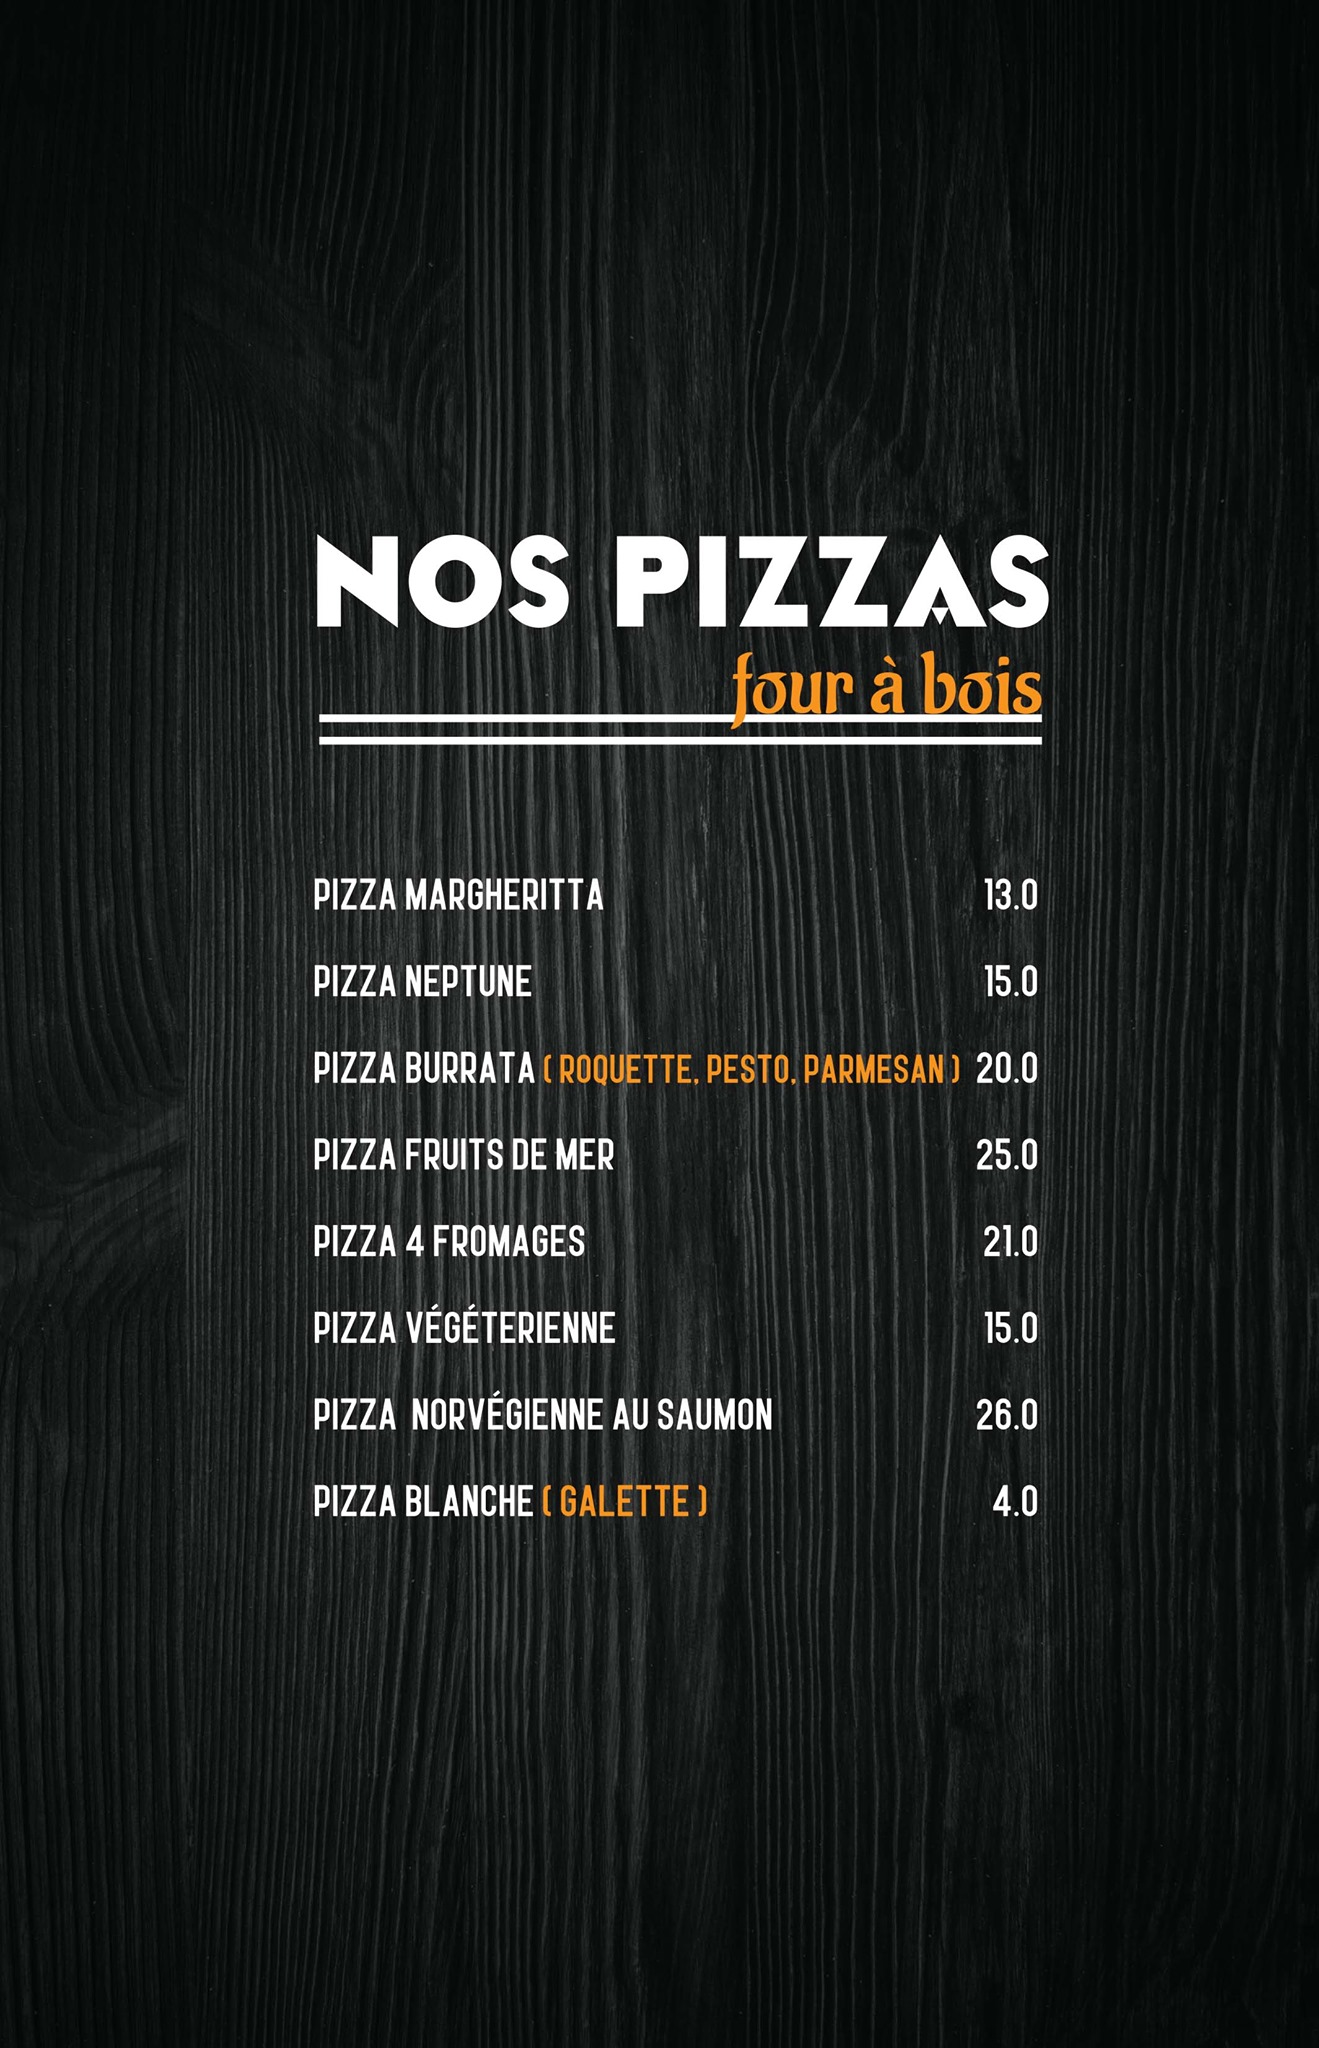 NOS PIZZAS
four à bois
PIZZA MARGHERITTA 13.0
PIZZA NEPTUNE 15.0
PIZZA BURRATA ( ROQUETTE, PESTO, PARMESAN ) 20.0
PIZZA FRUITS DE MER 25.0
PIZZA 4 FROMAGES 21.0
PIZZA VÉGÉTERIENNE 15.0
PIZZA NORVÉGIENNE AU SAUMON 26.0
PIZZA BLANCHE ( GALETTE ) 4.0